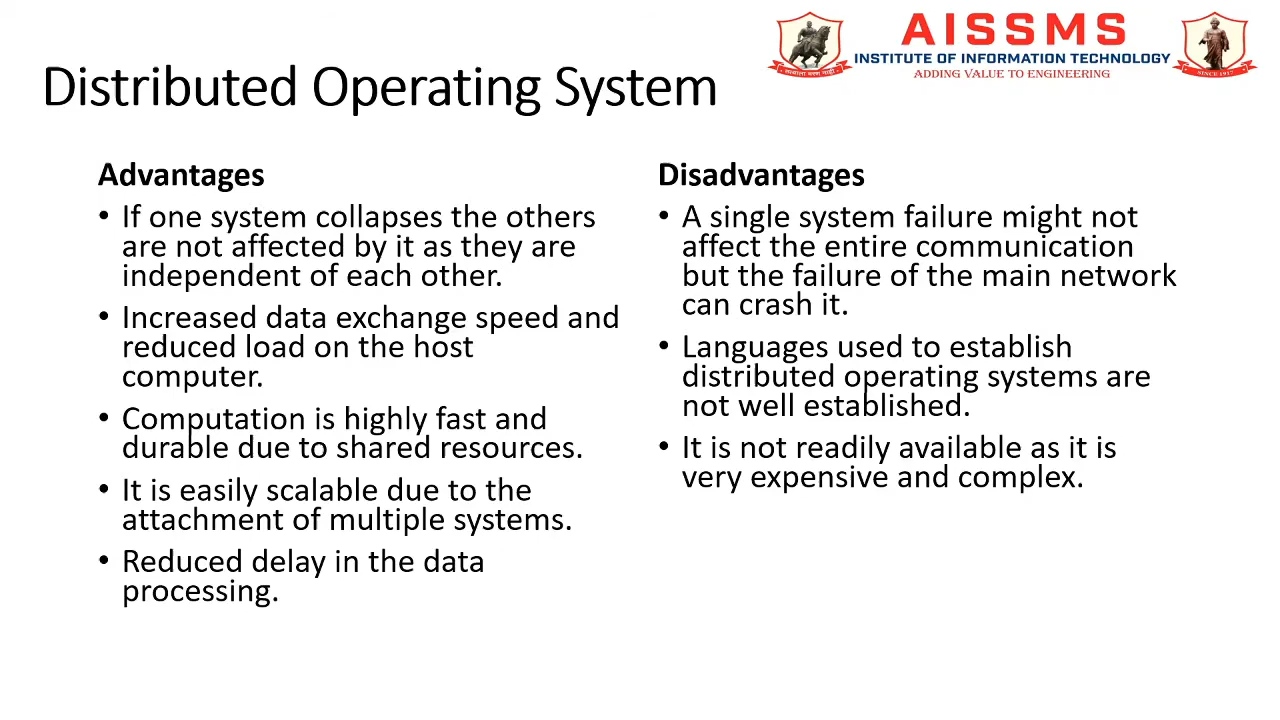 AISSMS
INSTITUTE OF INFORMATION TECHNOLOGY
ADDING VALUE TO ENGINEERING
SINCE 1917
Distributed Operating System
Advantages
• If one system collapses the others
are not affected by it as they are
independent of each other.
• Increased data exchange speed and
reduced load on the host
computer.
• Computation is highly fast and
durable due to shared resources.
• It is easily scalable due to the
attachment of multiple systems.
• Reduced delay in the data
processing.
Disadvantages
• A single system failure might not
affect the entire communication
but the failure of the main network
can crash it.
• Languages used to establish
distributed operating systems are
not well established.
• It is not readily available as it is
very expensive and complex.